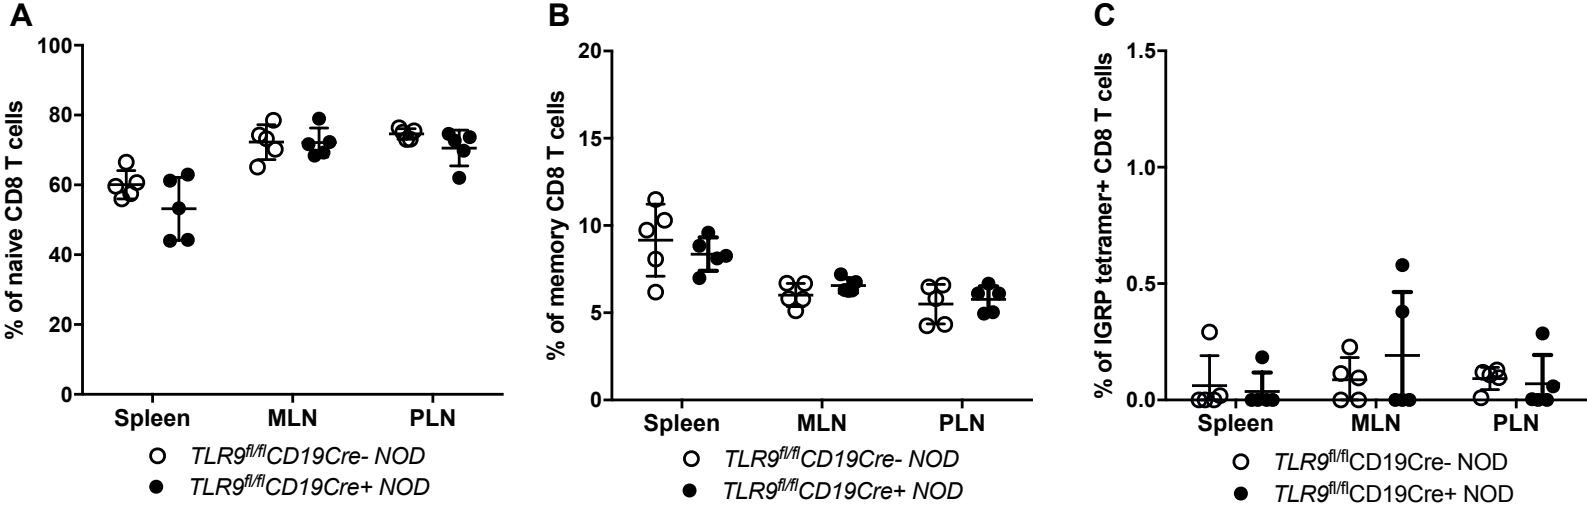 A
% of naive CD8 T cells
100
80
60
40
20
0
Spleen
MLN
PLN
TLR9fl/flCD19Cre- NOD
TLR9fl/flCD19Cre+ NOD
B
% of memory CD8 T cells
20
15
10
5
0
Spleen
MLN
PLN
TLR9fl/flCD19Cre- NOD
TLR9fl/flCD19Cre+ NOD
C
% of IGRP tetramer+ CD8 T cells
1.5
1.0
0.5
0.0
Spleen
MLN
PLN
TLR9fl/flCD19Cre- NOD
TLR9fl/flCD19Cre+ NOD